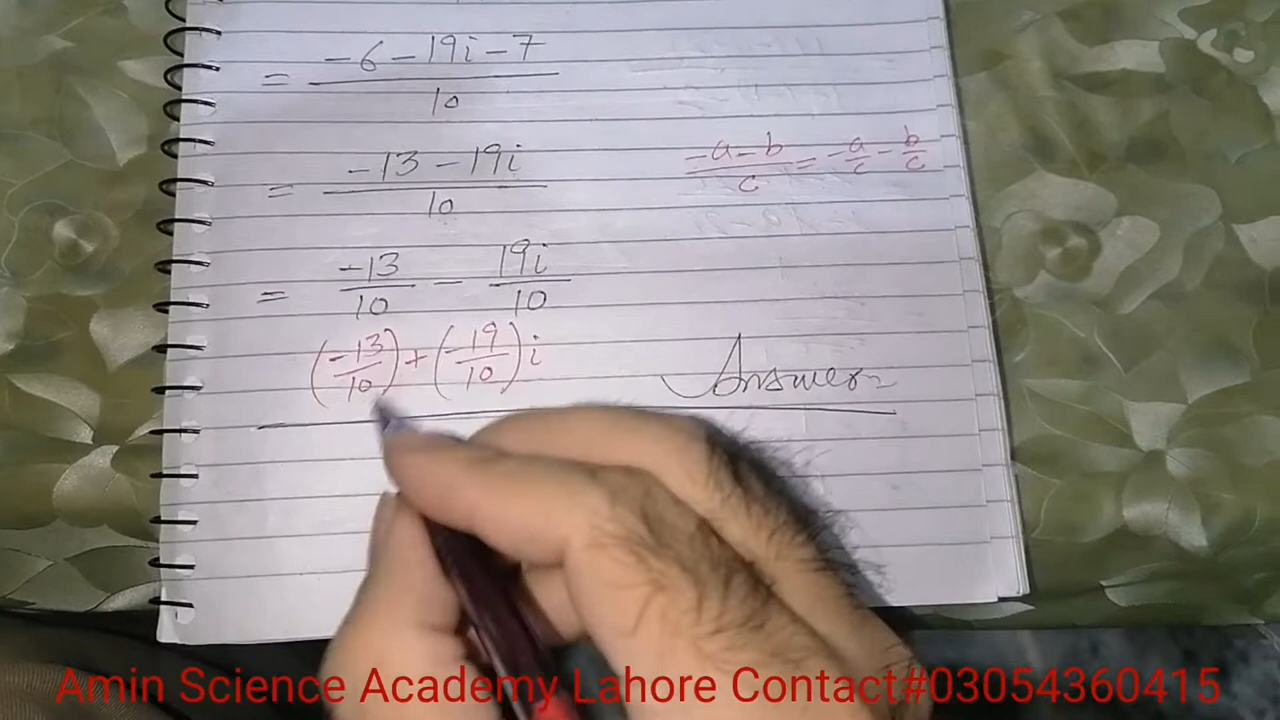 = -6-19i-7 / 10
= -13-19i / 10
-a-b / c = -a/c - b/c
= -13/10 - 19i/10
(-13/10)+(-19/10)i Answer
Amin Science Academy Lahore Contact#03054360415